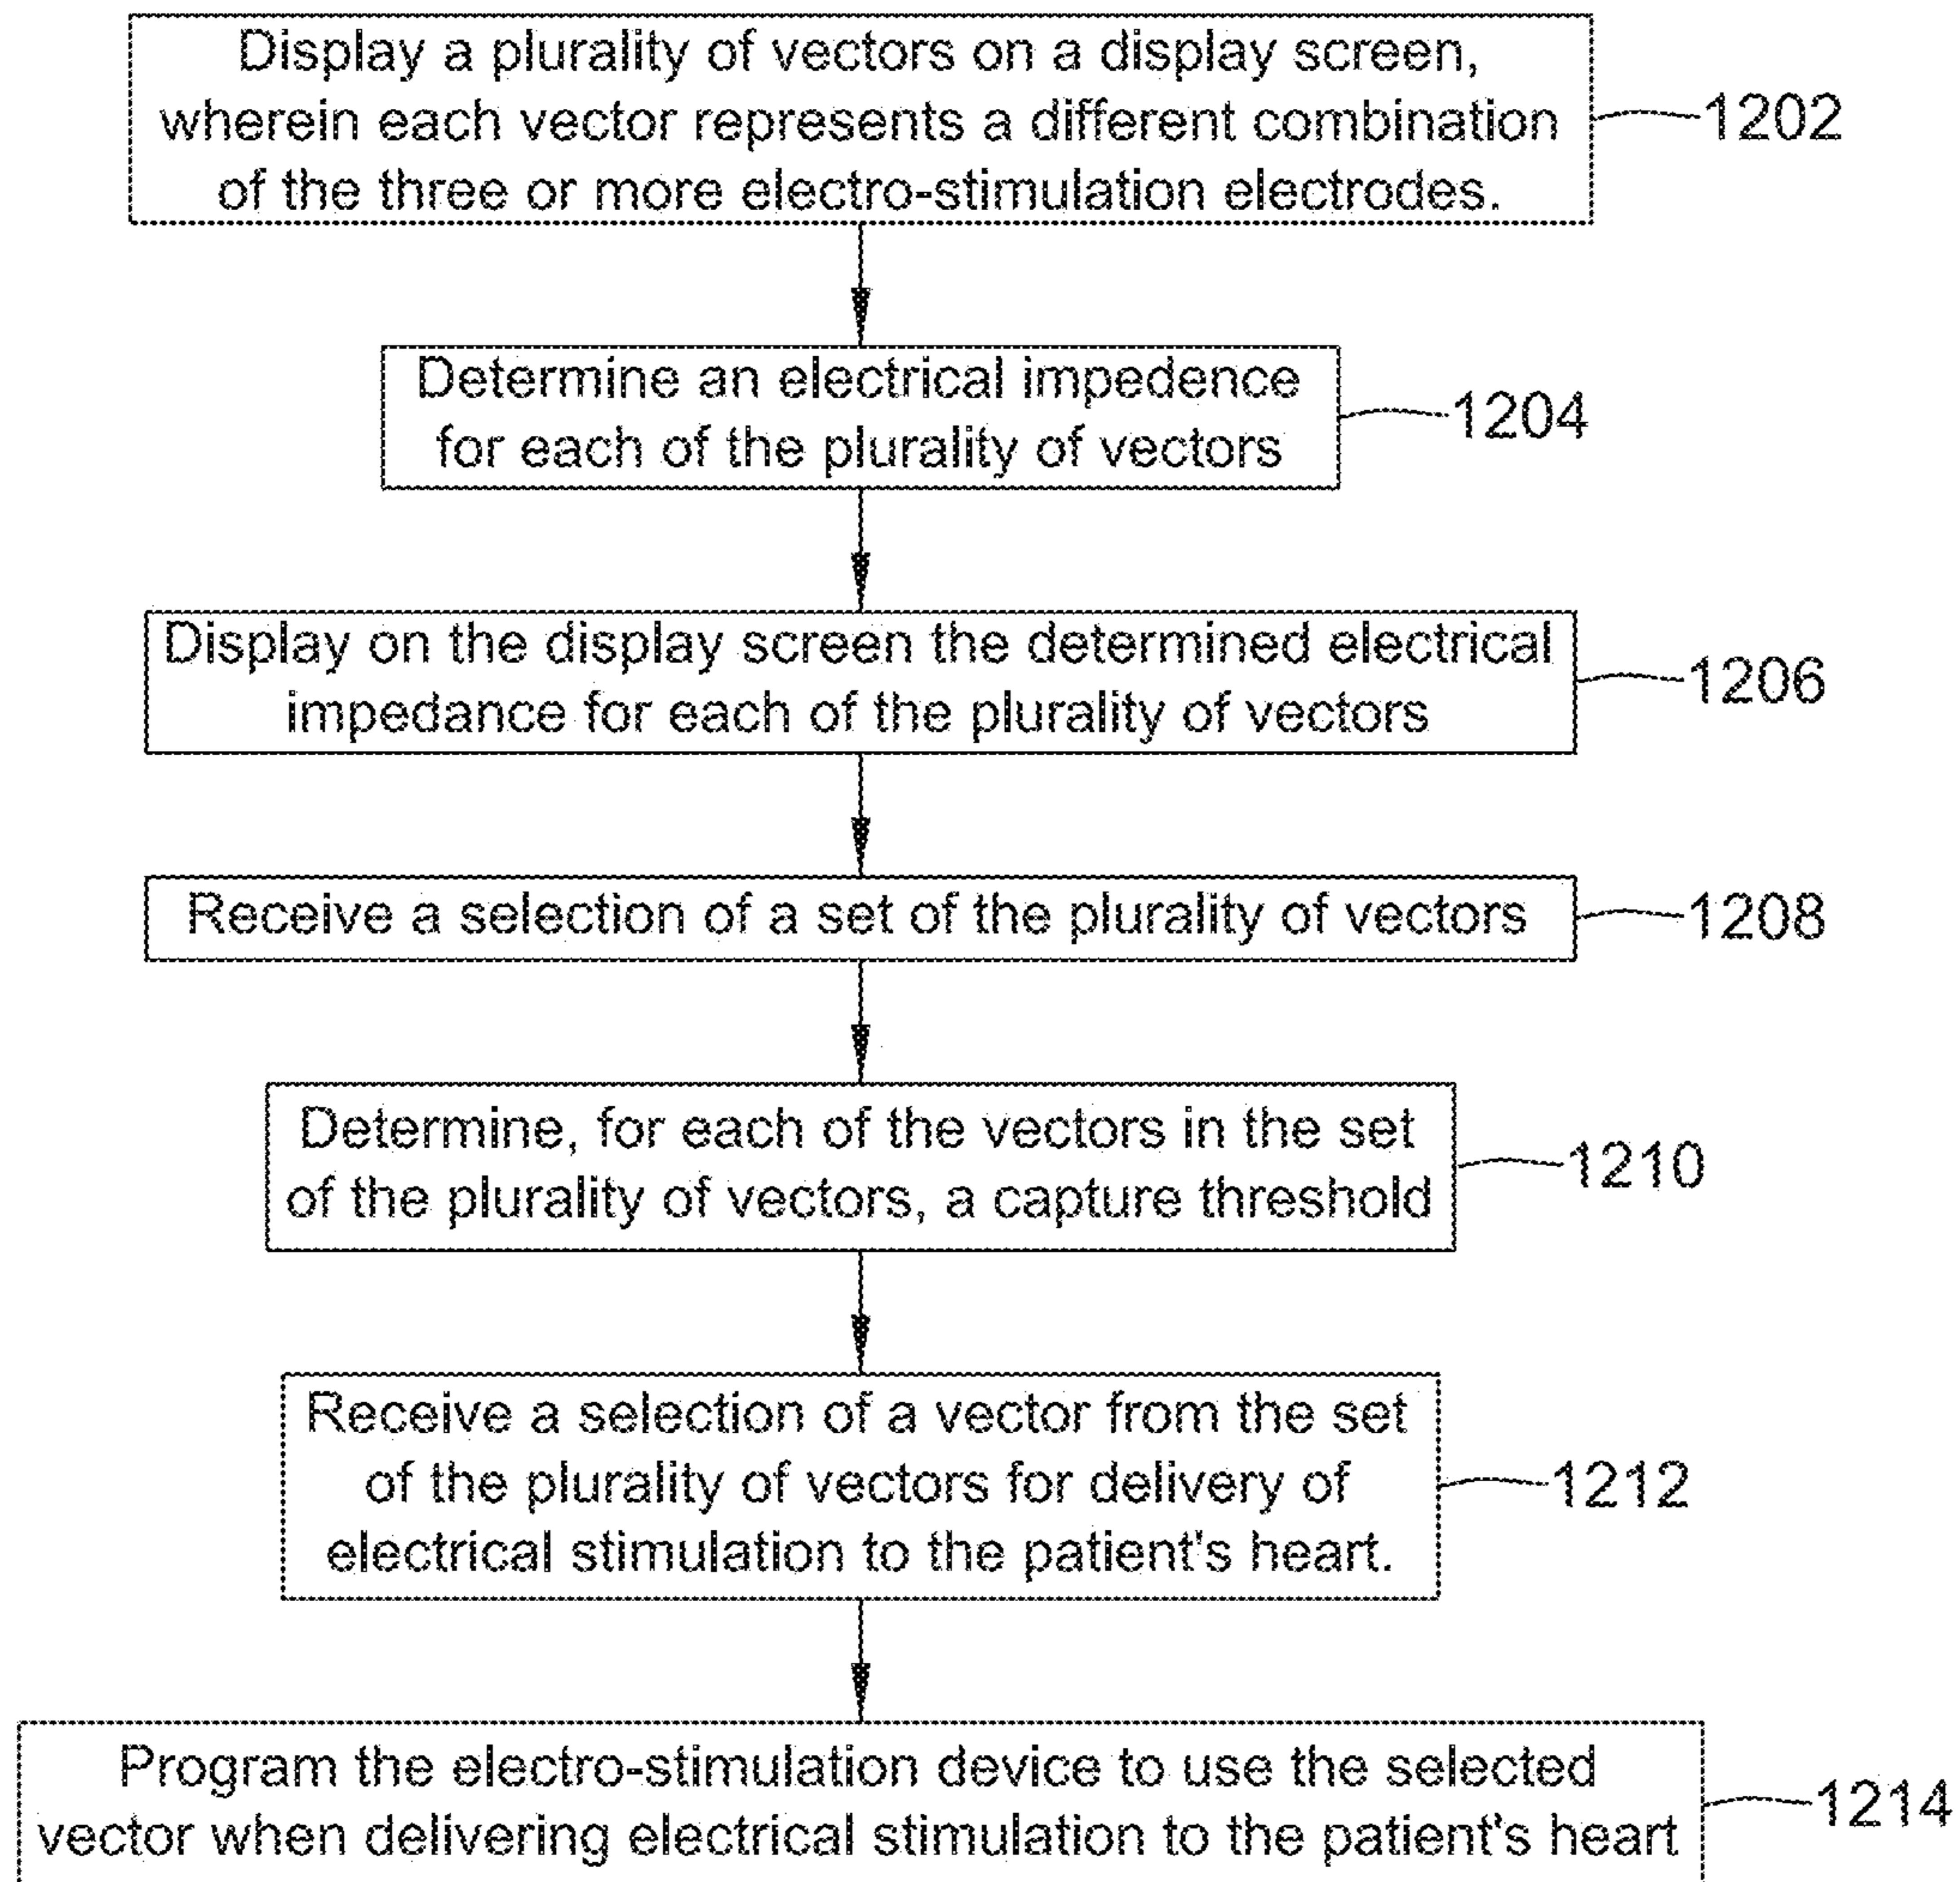 Display a plurality of vectors on a display screen,
wherein each vector represents a different combination
of the three or more electro-stimulation electrodes.
1202
Determine an electrical impedence
for each of the plurality of vectors
1204
Display on the display screen the determined electrical
impedance for each of the plurality of vectors
1206
Receive a selection of a set of the plurality of vectors
1208
Determine, for each of the vectors in the set
of the plurality of vectors, a capture threshold
1210
Receive a selection of a vector from the set
of the plurality of vectors for delivery of
electrical stimulation to the patient's heart.
1212
Program the electro-stimulation device to use the selected
vector when delivering electrical stimulation to the patient's heart
1214